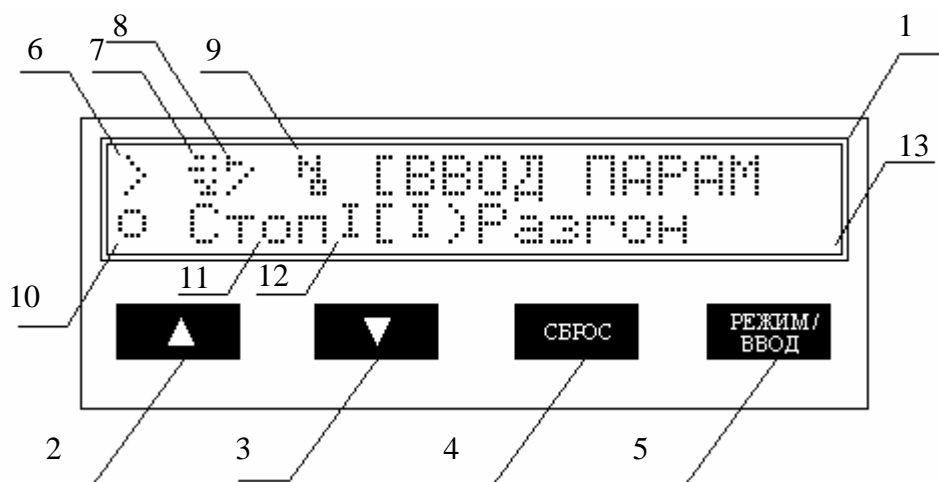 8 1
6 7 9
13
> [ВВОД ПАРАМ
o СтопI[I)Разгон
10 11 12
▲ ▼ СБРОС РЕЖИМ/
ВВОД
2 3 4 5